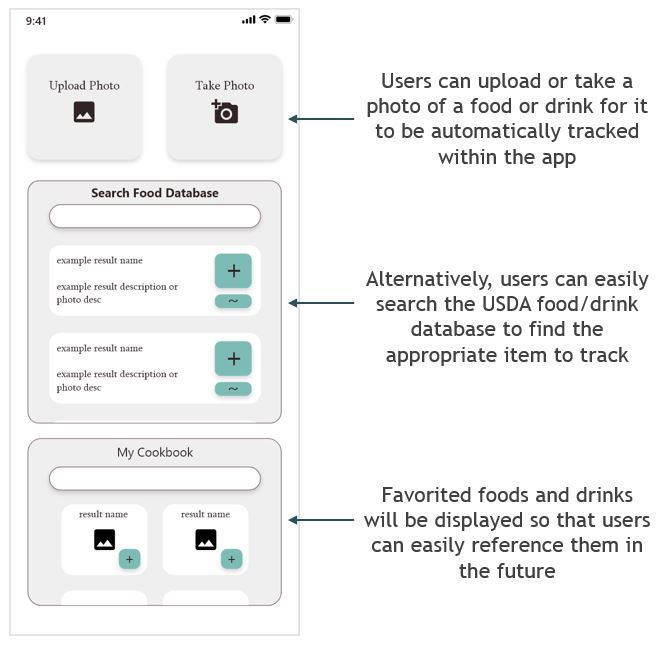 9:41
Upload Photo
Take Photo
Users can upload or take a
photo of a food or drink for it
to be automatically tracked
within the app
Search Food Database
example result name
+
example result description or
photo desc
~
example result name
+
example result description or
photo desc
~
Alternatively, users can easily
search the USDA food/drink
database to find the
appropriate item to track
My Cookbook
result name
+
result name
+
Favorited foods and drinks
will be displayed so that users
can easily reference them in
the future